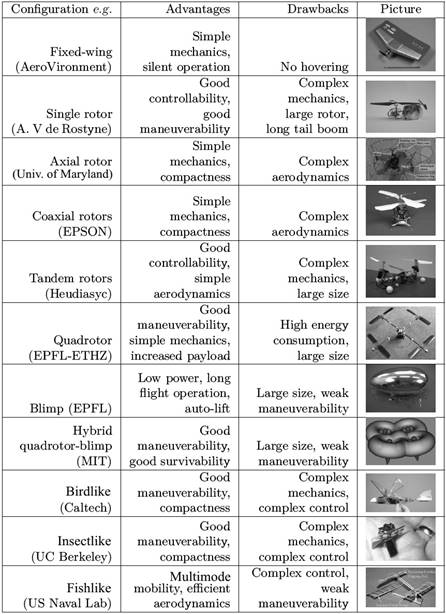 Configuration e.g. Advantages Drawbacks Picture
Fixed-wing
(AeroVironment)
Simple
mechanics,
silent operation
No hovering
Single rotor
(A. V de Rostyne)
Good
controllability,
good
maneuverability
Complex
mechanics,
large rotor,
long tail boom
Axial rotor
(Univ. of Maryland)
Simple
mechanics,
compactness
Complex
aerodynamics
Coaxial rotors
(EPSON)
Simple
mechanics,
compactness
Complex
aerodynamics
Tandem rotors
(Heudiasyc)
Good
controllability,
simple
aerodynamics
Complex
mechanics,
large size
Quadrotor
(EPFL-ETHZ)
Good
maneuverability,
simple mechanics,
increased payload
High energy
consumption,
large size
Blimp (EPFL)
Low power, long
flight operation,
auto-lift
Large size, weak
maneuverability
Hybrid
quadrotor-blimp
(MIT)
Good
maneuverability,
good survivability
Large size, weak
maneuverability
Birdlike
(Caltech)
Good
maneuverability,
compactness
Complex
mechanics,
complex control
Insectlike
(UC Berkeley)
Good
maneuverability,
compactness
Complex
mechanics,
complex control
Fishlike
(US Naval Lab)
Multimode
mobility, efficient
aerodynamics
Complex control,
weak
maneuverability